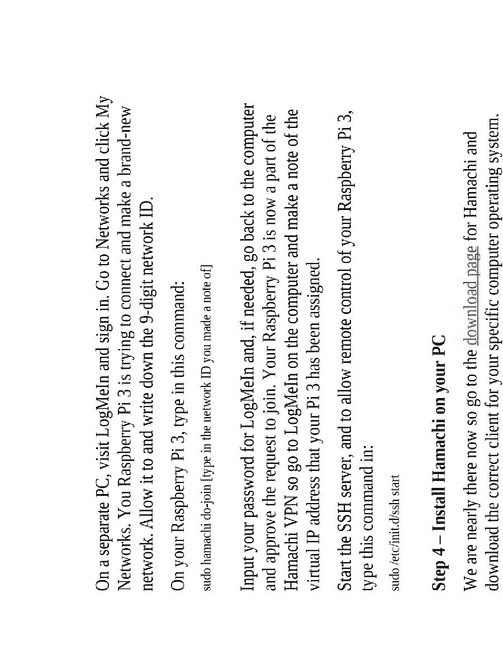 On a separate PC, visit LogMeIn and sign in. Go to Networks and click My
Networks. You Raspberry Pi 3 is trying to connect and make a brand-new
network. Allow it to and write down the 9-digit network ID.
On your Raspberry Pi 3, type in this command:
sudo hamachi do-join [type in the network ID you made a note of]
Input your password for LogMeIn and, if needed, go back to the computer
and approve the request to join. Your Raspberry Pi 3 is now a part of the
Hamachi VPN so go to LogMeIn on the computer and make a note of the
virtual IP address that your Pi 3 has been assigned.
Start the SSH server, and to allow remote control of your Raspberry Pi 3,
type this command in:
sudo /etc/init.d/ssh start
Step 4 – Install Hamachi on your PC
We are nearly there now so go to the download page for Hamachi and
download the correct client for your specific computer operating system.